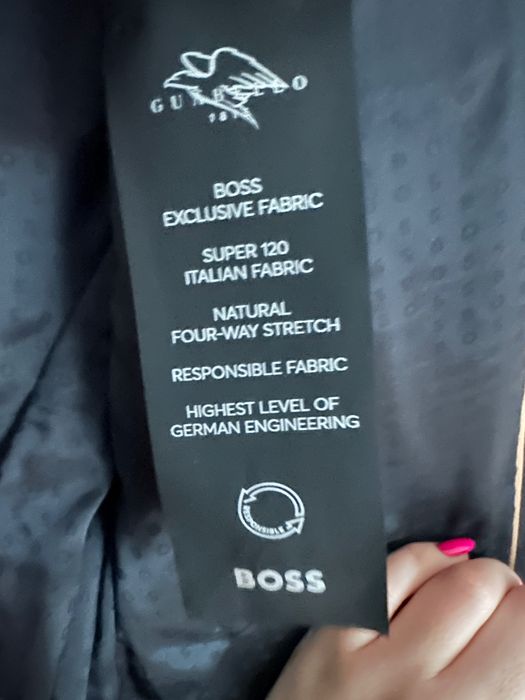 BOSS
EXCLUSIVE FABRIC
SUPER 120
ITALIAN FABRIC
NATURAL
FOUR-WAY STRETCH
RESPONSIBLE FABRIC
HIGHEST LEVEL OF
GERMAN ENGINEERING
RESPONSIBLE
BOSS